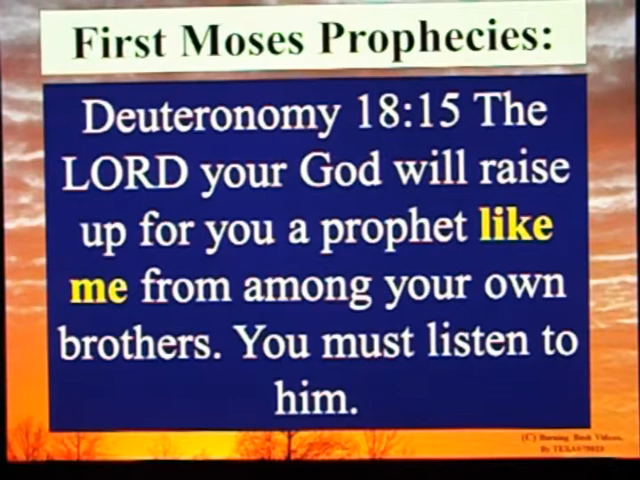 First Moses Prophecies:
Deuteronomy 18:15 The
LORD your God will raise
up for you a prophet like
me from among your own
brothers. You must listen to
him.
(C) Burning Bush Videos,